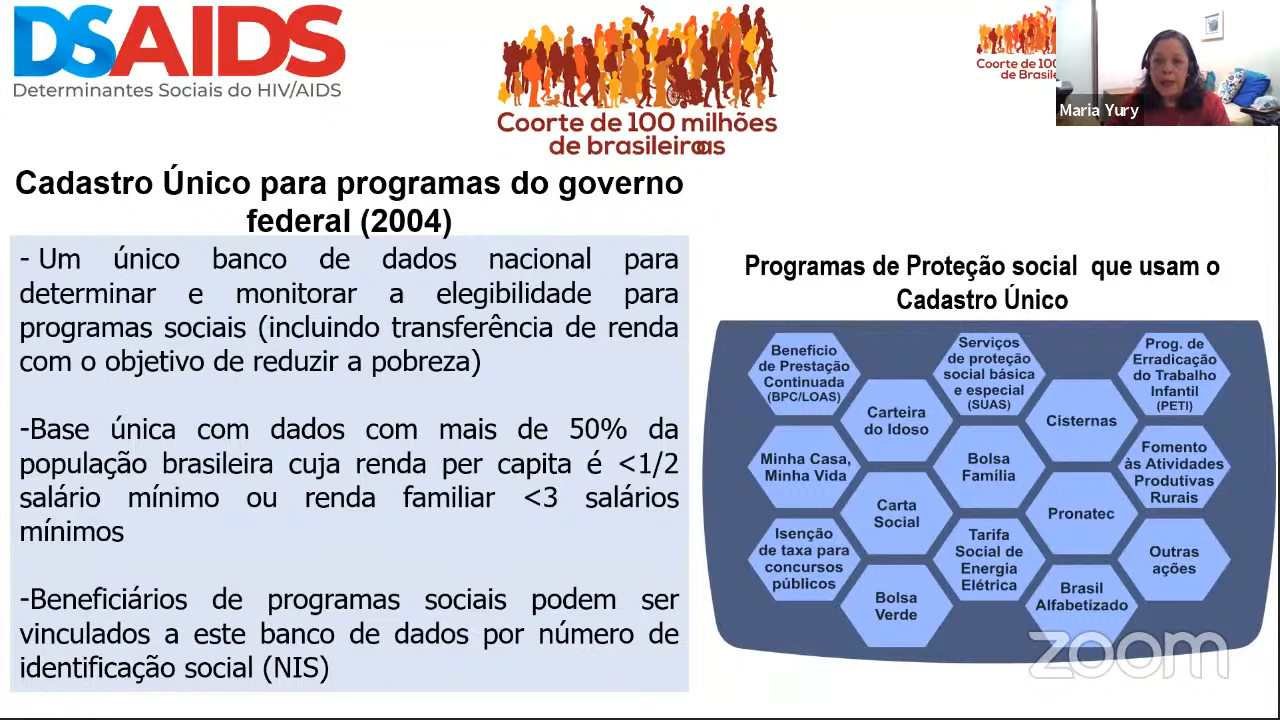 DSAIDS
Determinantes Sociais do HIV/AIDS
Coorte de 100 milhões
de brasileiroas
Coorte de 100
de Brasile
Maria Yury
Cadastro Único para programas do governo
federal (2004)
- Um único banco de dados nacional para
determinar e monitorar a elegibilidade para
programas sociais (incluindo transferência de renda
com o objetivo de reduzir a pobreza)
-Base única com dados com mais de 50% da
população brasileira cuja renda per capita é <1/2
salário mínimo ou renda familiar <3 salários
mínimos
-Beneficiários de programas sociais podem ser
vinculados a este banco de dados por número de
identificação social (NIS)
Programas de Proteção social que usam o
Cadastro Único
Benefício
de Prestação
Continuada
(BPC/LOAS)
Carteira
do Idoso
Serviços
de proteção
social básica
e especial
(SUAS)
Cisternas
Prog. de
Erradicação
do Trabalho
Infantil
(PETI)
Minha Casa,
Minha Vida
Carta
Social
Bolsa
Família
Pronatec
Fomento
às Atividades
Produtivas
Rurais
Isenção
de taxa para
concursos
públicos
Bolsa
Verde
Tarifa
Social de
Energia
Elétrica
Brasil
Alfabetizado
Outras
ações
zoom